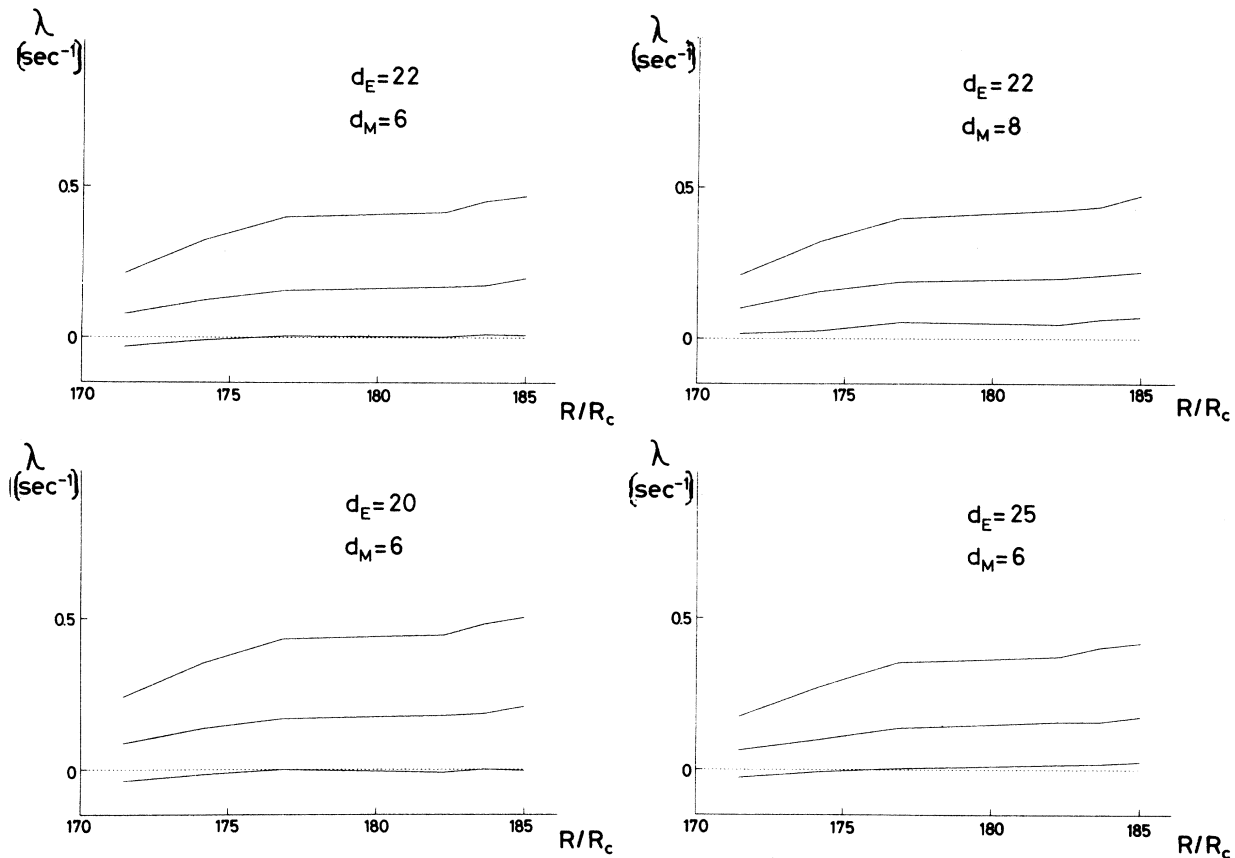 λ
(sec⁻¹)
d_E=22
d_M=6
0.5
0
170 175 180 185
R/R_c
λ
(sec⁻¹)
d_E=22
d_M=8
0.5
0
170 175 180 185
R/R_c
λ
(sec⁻¹)
d_E=20
d_M=6
0.5
0
170 175 180 185
R/R_c
λ
(sec⁻¹)
d_E=25
d_M=6
0.5
0
170 175 180 185
R/R_c